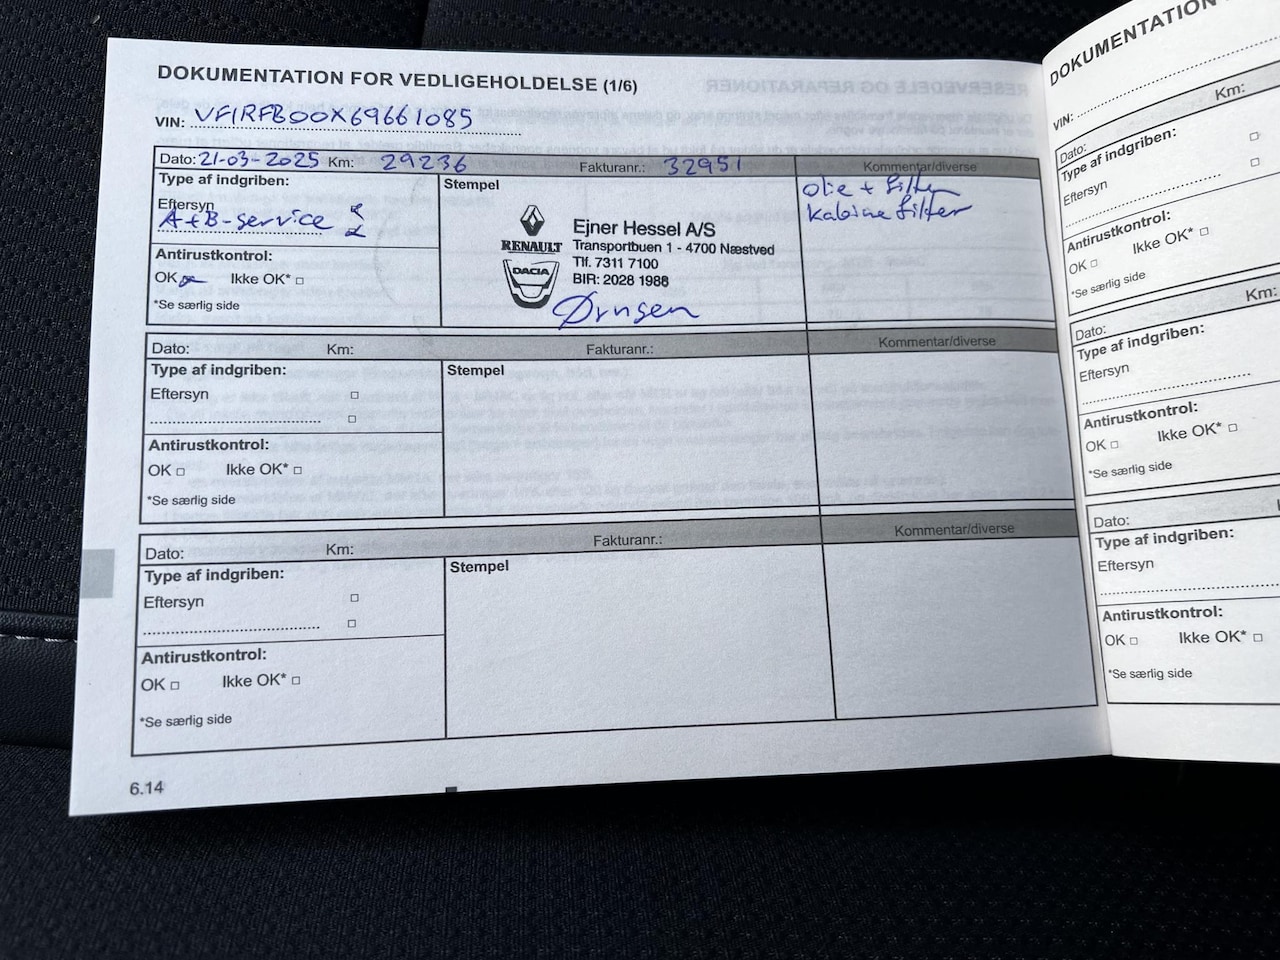 DOKUMENTATION FOR VEDLIGEHOLDELSE (1/6)
VIN: VF1RFB00X69661085
Dato: 21-03-2025 Km: 29236 Fakturanr.: 32951 Kommentar/diverse
Type af indgriben:
Eftersyn
A+B-service
Antirustkontrol:
OK Ikke OK* □
*Se særlig side
Stempel
RENAULT
DACIA
Ejner Hessel A/S
Transportbuen 1 - 4700 Næstved
Tlf. 7311 7100
BIR: 2028 1986
Ørnsen
olie + filter
kabine filter
Dato: Km: Fakturanr.: Kommentar/diverse
Type af indgriben:
Eftersyn □
□
Antirustkontrol:
OK □ Ikke OK* □
*Se særlig side
Stempel
Dato: Km: Fakturanr.: Kommentar/diverse
Type af indgriben:
Eftersyn □
□
Antirustkontrol:
OK □ Ikke OK* □
*Se særlig side
Stempel
6.14
DOKUMENTATION
VIN:
Dato: Km:
Type af indgriben:
Eftersyn □
□
Antirustkontrol:
OK □ Ikke OK* □
*Se særlig side
Dato: Km:
Type af indgriben:
Eftersyn
Antirustkontrol:
OK □ Ikke OK* □
*Se særlig side
Dato:
Type af indgriben:
Eftersyn
Antirustkontrol:
OK □ Ikke OK* □
*Se særlig side